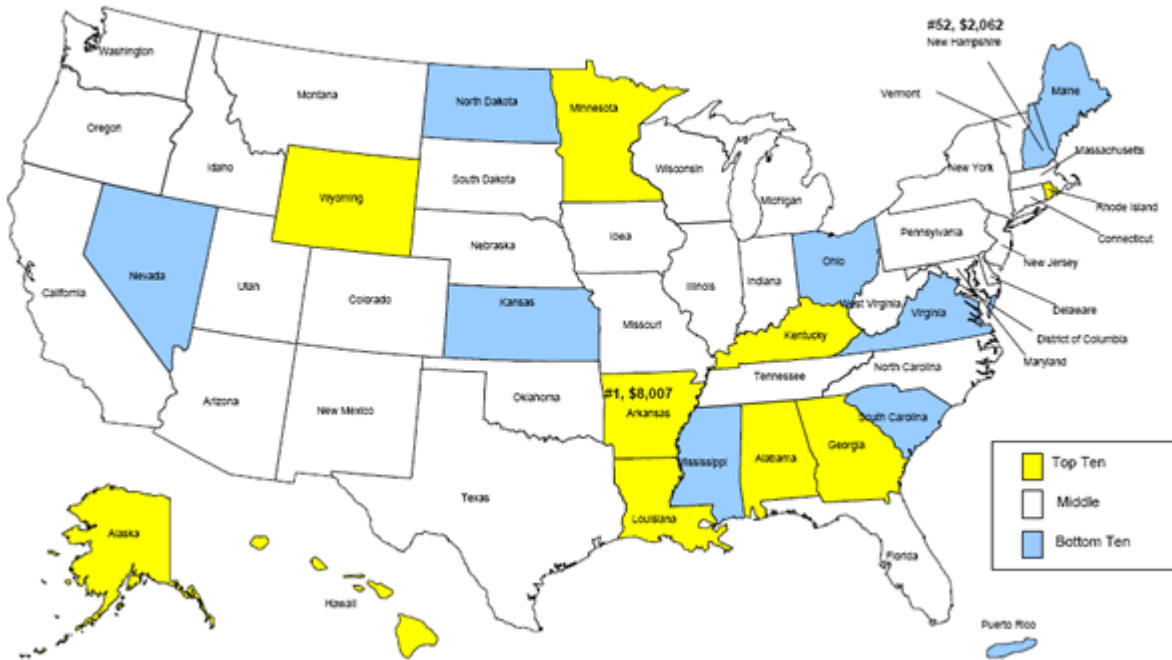 #52, $2,062
New Hampshire
Washington
Montana
North Dakota
Minnesota
Vermont
Maine
Oregon
Idaho
Wyoming
South Dakota
Wisconsin
Michigan
New York
Massachusetts
Rhode Island
Connecticut
New Jersey
Delaware
District of Columbia
Maryland
Nebraska
Iowa
Pennsylvania
Nevada
Utah
California
Colorado
Kansas
Missouri
Illinois
Indiana
Ohio
West Virginia
Virginia
Kentucky
Tennessee
North Carolina
Arizona
New Mexico
Oklahoma
#1, $8,007
Arkansas
South Carolina
Mississippi
Alabama
Georgia
Texas
Louisiana
Florida
Alaska
Hawaii
Puerto Rico
Top Ten
Middle
Bottom Ten